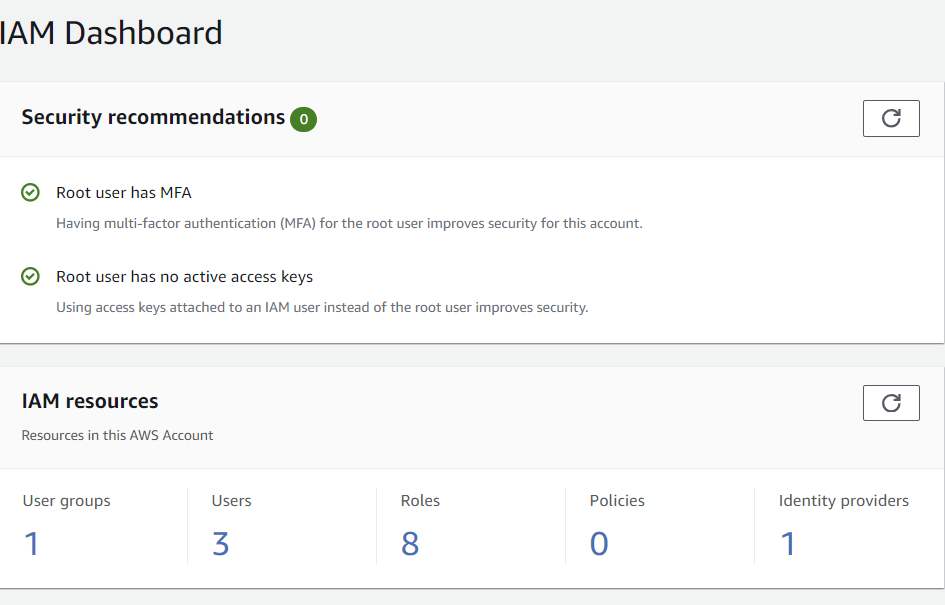 IAM Dashboard
Security recommendations 0
Root user has MFA
Having multi-factor authentication (MFA) for the root user improves security for this account.
Root user has no active access keys
Using access keys attached to an IAM user instead of the root user improves security.
IAM resources
Resources in this AWS Account
User groups Users Roles Policies Identity providers
1 3 8 0 1